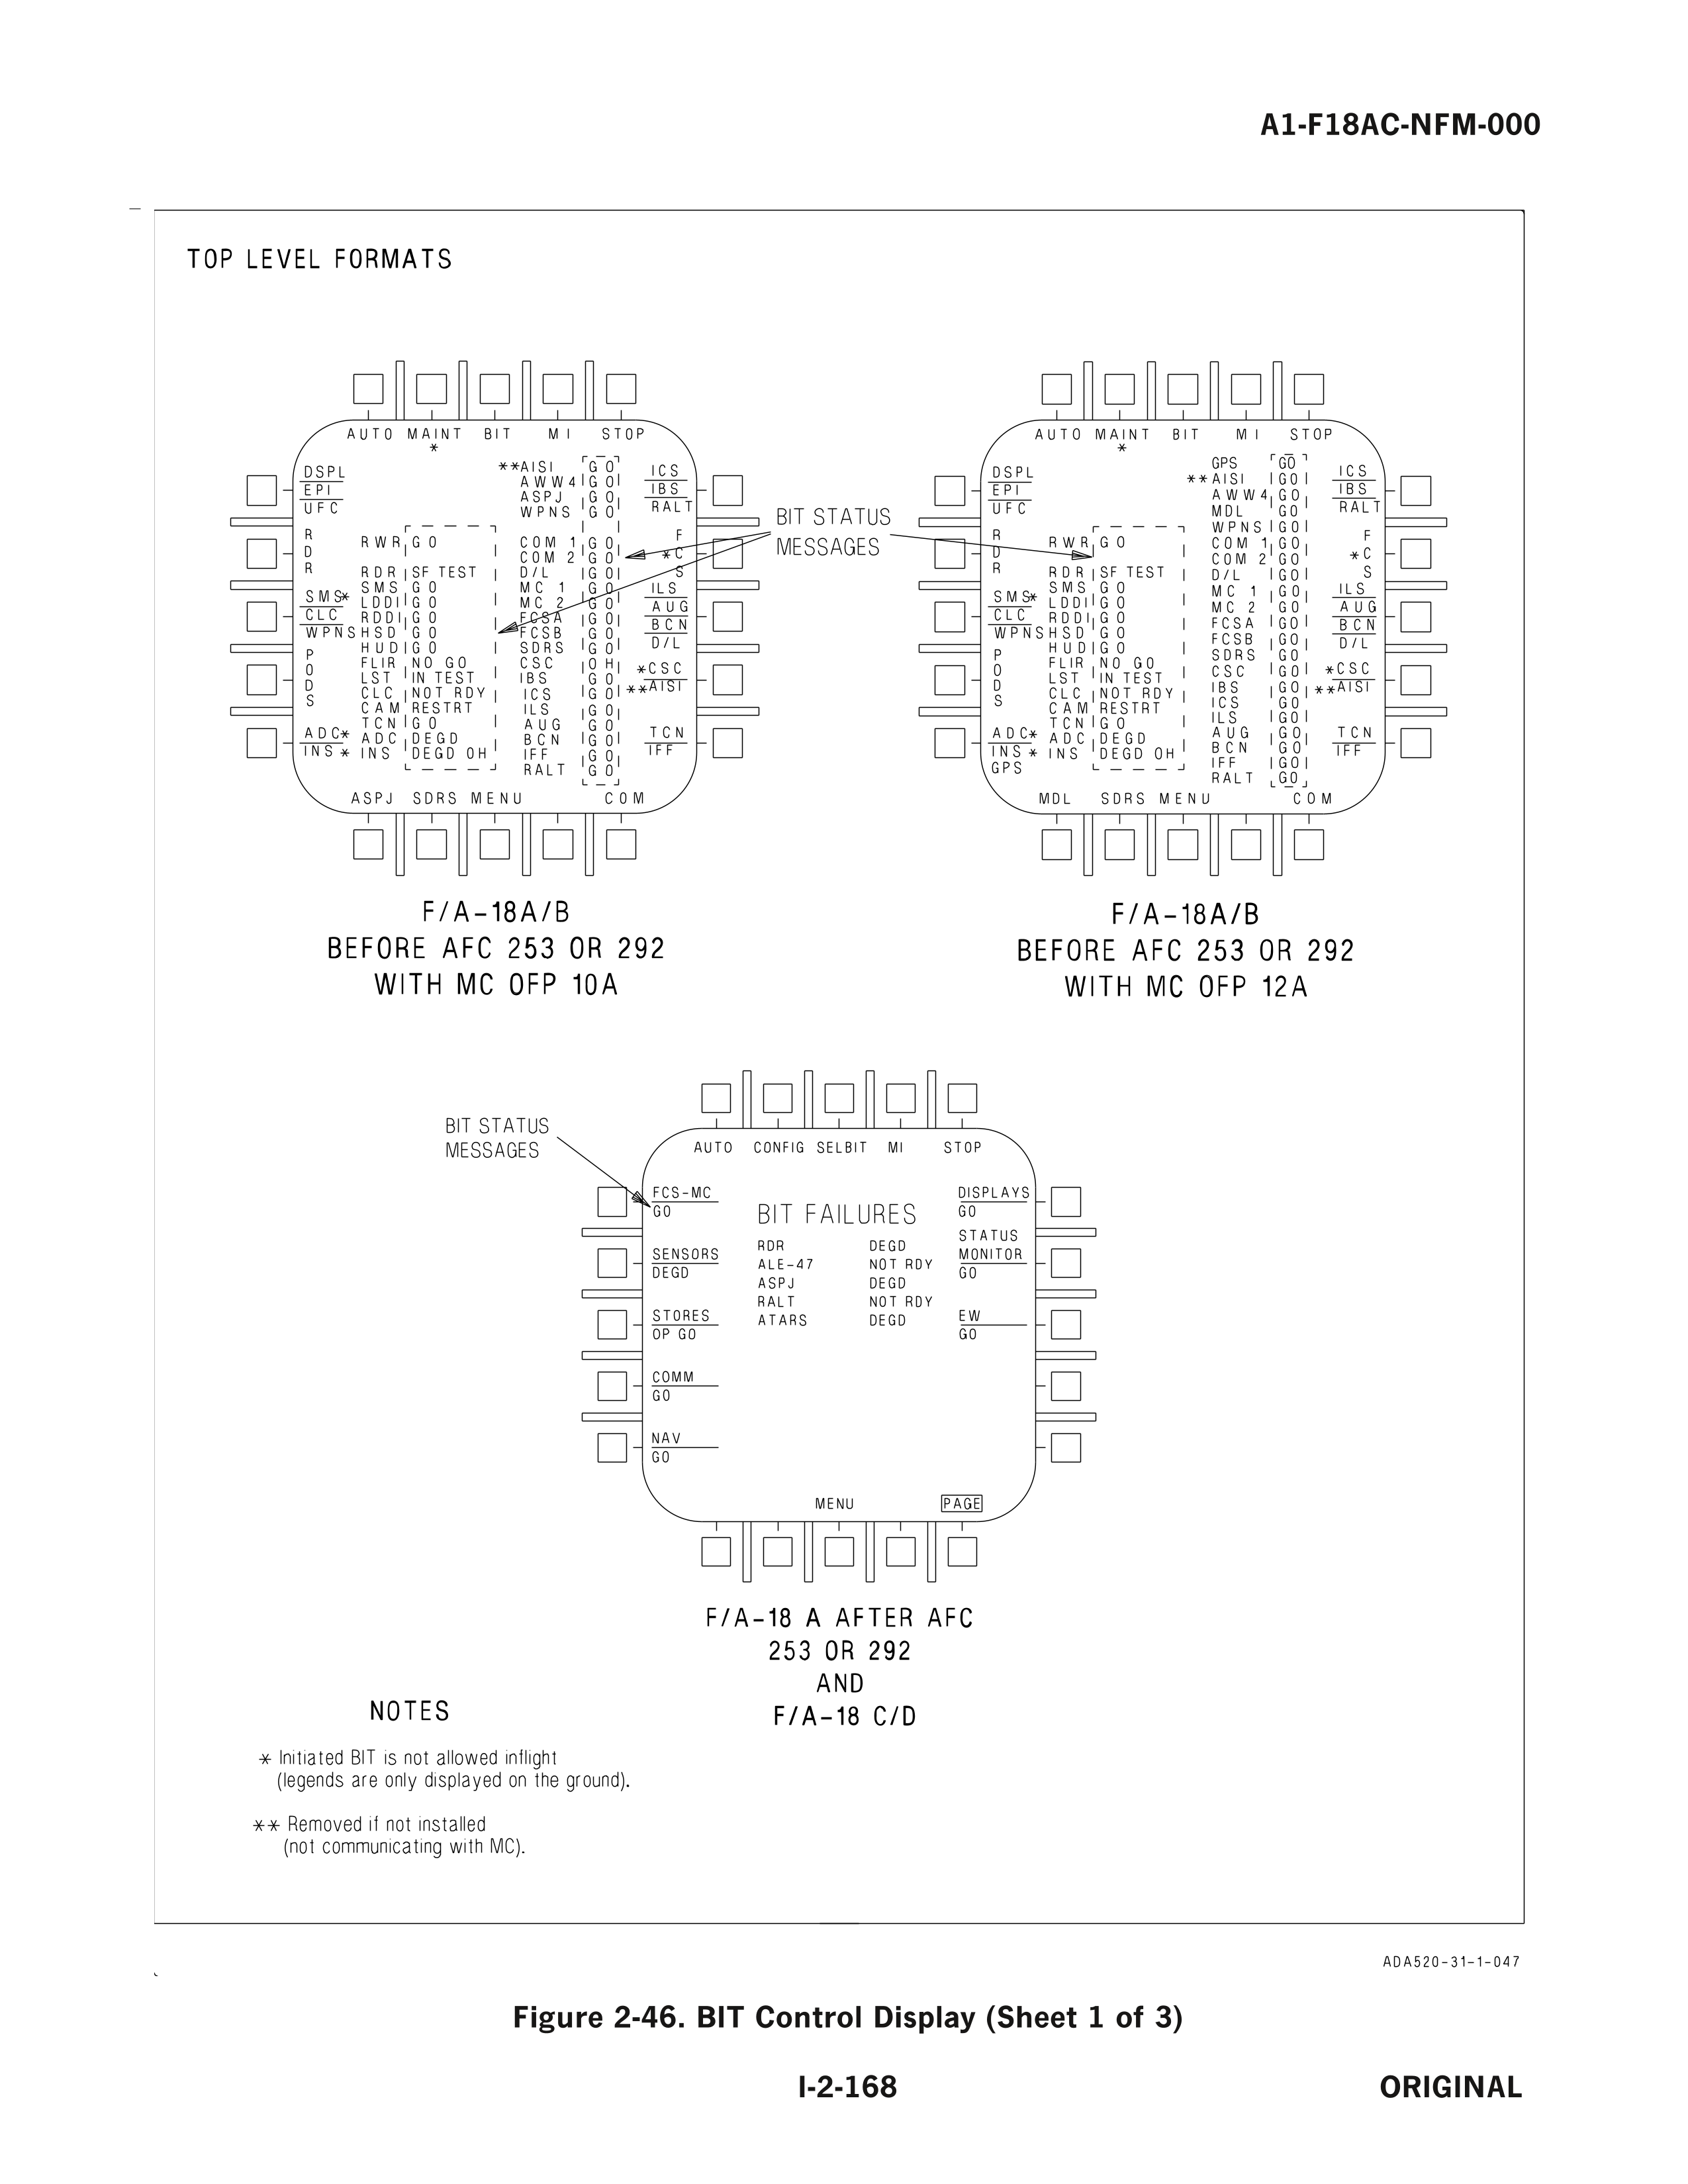 A1-F18AC-NFM-000
TOP LEVEL FORMATS
AUTO MAINT BIT MI STOP
*
DSPL
EPI
UFC
R
D
R
SMS*
CLC
WPNS
P
O
D
S
ADC*
INS *
RWR GO
RDR SF TEST
SMS GO
LDDI GO
RDDI GO
HSD GO
HUD GO
FLIR NO GO
LST IN TEST
CLC NOT RDY
CAM RESTRT
TCN GO
ADC DEGD
INS DEGD OH
**AISI GO
AWW4 GO
ASPJ GO
WPNS GO
COM 1 GO
COM 2 GO
D/L GO
MC 1 GO
MC 2 GO
FCSA GO
FCSB GO
SDRS GO
CSC OH
IBS GO
ICS GO
ILS GO
AUG GO
BCN GO
IFF GO
RALT GO
ICS
IBS
RALT
F
*C
S
ILS
AUG
BCN
D/L
*CSC
**AISI
TCN
IFF
ASPJ SDRS MENU COM
F/A-18A/B
BEFORE AFC 253 OR 292
WITH MC OFP 10A
BIT STATUS
MESSAGES
AUTO MAINT BIT MI STOP
*
DSPL
EPI
UFC
R
D
R
SMS*
CLC
WPNS
P
O
D
S
ADC*
INS *
GPS
RWR GO
RDR SF TEST
SMS GO
LDDI GO
RDDI GO
HSD GO
HUD GO
FLIR NO GO
LST IN TEST
CLC NOT RDY
CAM RESTRT
TCN GO
ADC DEGD
INS DEGD OH
GPS GO
**AISI GO
AWW4 GO
MDL GO
WPNS GO
COM 1 GO
COM 2 GO
D/L GO
MC 1 GO
MC 2 GO
FCSA GO
FCSB GO
SDRS GO
CSC GO
IBS GO
ICS GO
ILS GO
AUG GO
BCN GO
IFF GO
RALT GO
ICS
IBS
RALT
F
*C
S
ILS
AUG
BCN
D/L
*CSC
**AISI
TCN
IFF
MDL SDRS MENU COM
F/A-18A/B
BEFORE AFC 253 OR 292
WITH MC OFP 12A
BIT STATUS
MESSAGES
AUTO CONFIG SELBIT MI STOP
FCS-MC
GO
SENSORS
DEGD
STORES
OP GO
COMM
GO
NAV
GO
BIT FAILURES
RDR DEGD
ALE-47 NOT RDY
ASPJ DEGD
RALT NOT RDY
ATARS DEGD
DISPLAYS
GO
STATUS
MONITOR
GO
EW
GO
MENU PAGE
F/A-18 A AFTER AFC
253 OR 292
AND
F/A-18 C/D
NOTES
* Initiated BIT is not allowed inflight
(legends are only displayed on the ground).
** Removed if not installed
(not communicating with MC).
ADA520-31-1-047
Figure 2-46. BIT Control Display (Sheet 1 of 3)
I-2-168
ORIGINAL